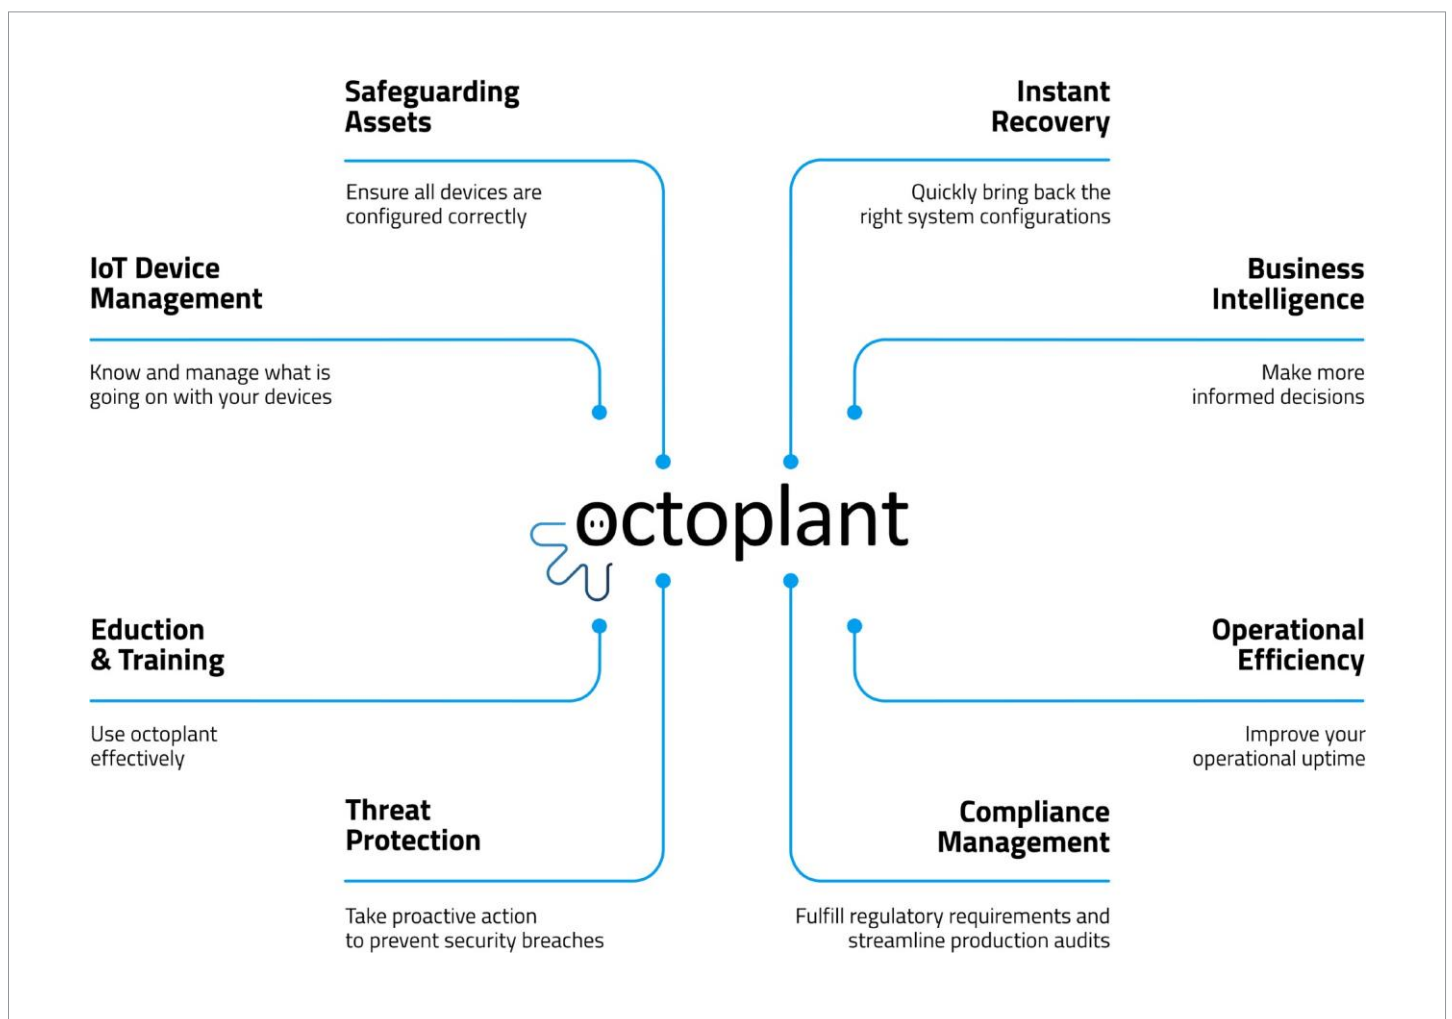 Safeguarding
Assets
Ensure all devices are
configured correctly
Instant
Recovery
Quickly bring back the
right system configurations
IoT Device
Management
Know and manage what is
going on with your devices
Business
Intelligence
Make more
informed decisions
octoplant
Eduction
& Training
Use octoplant
effectively
Operational
Efficiency
Improve your
operational uptime
Threat
Protection
Take proactive action
to prevent security breaches
Compliance
Management
Fulfill regulatory requirements and
streamline production audits